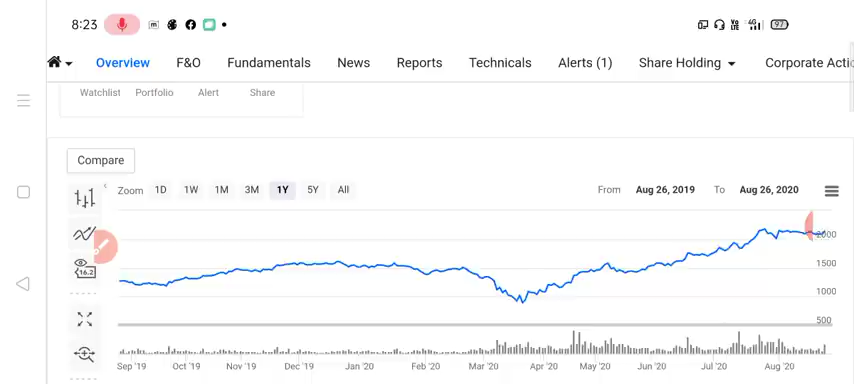 8:23 4G 97
Overview F&O Fundamentals News Reports Technicals Alerts (1) Share Holding Corporate Actio
Watchlist Portfolio Alert Share
Compare
Zoom 1D 1W 1M 3M 1Y 5Y All From Aug 26, 2019 To Aug 26, 2020
2000
1500
16.2
1000
500
Sep '19 Oct '19 Nov '19 Dec '19 Jan '20 Feb '20 Mar '20 Apr '20 May '20 Jun '20 Jul '20 Aug '20